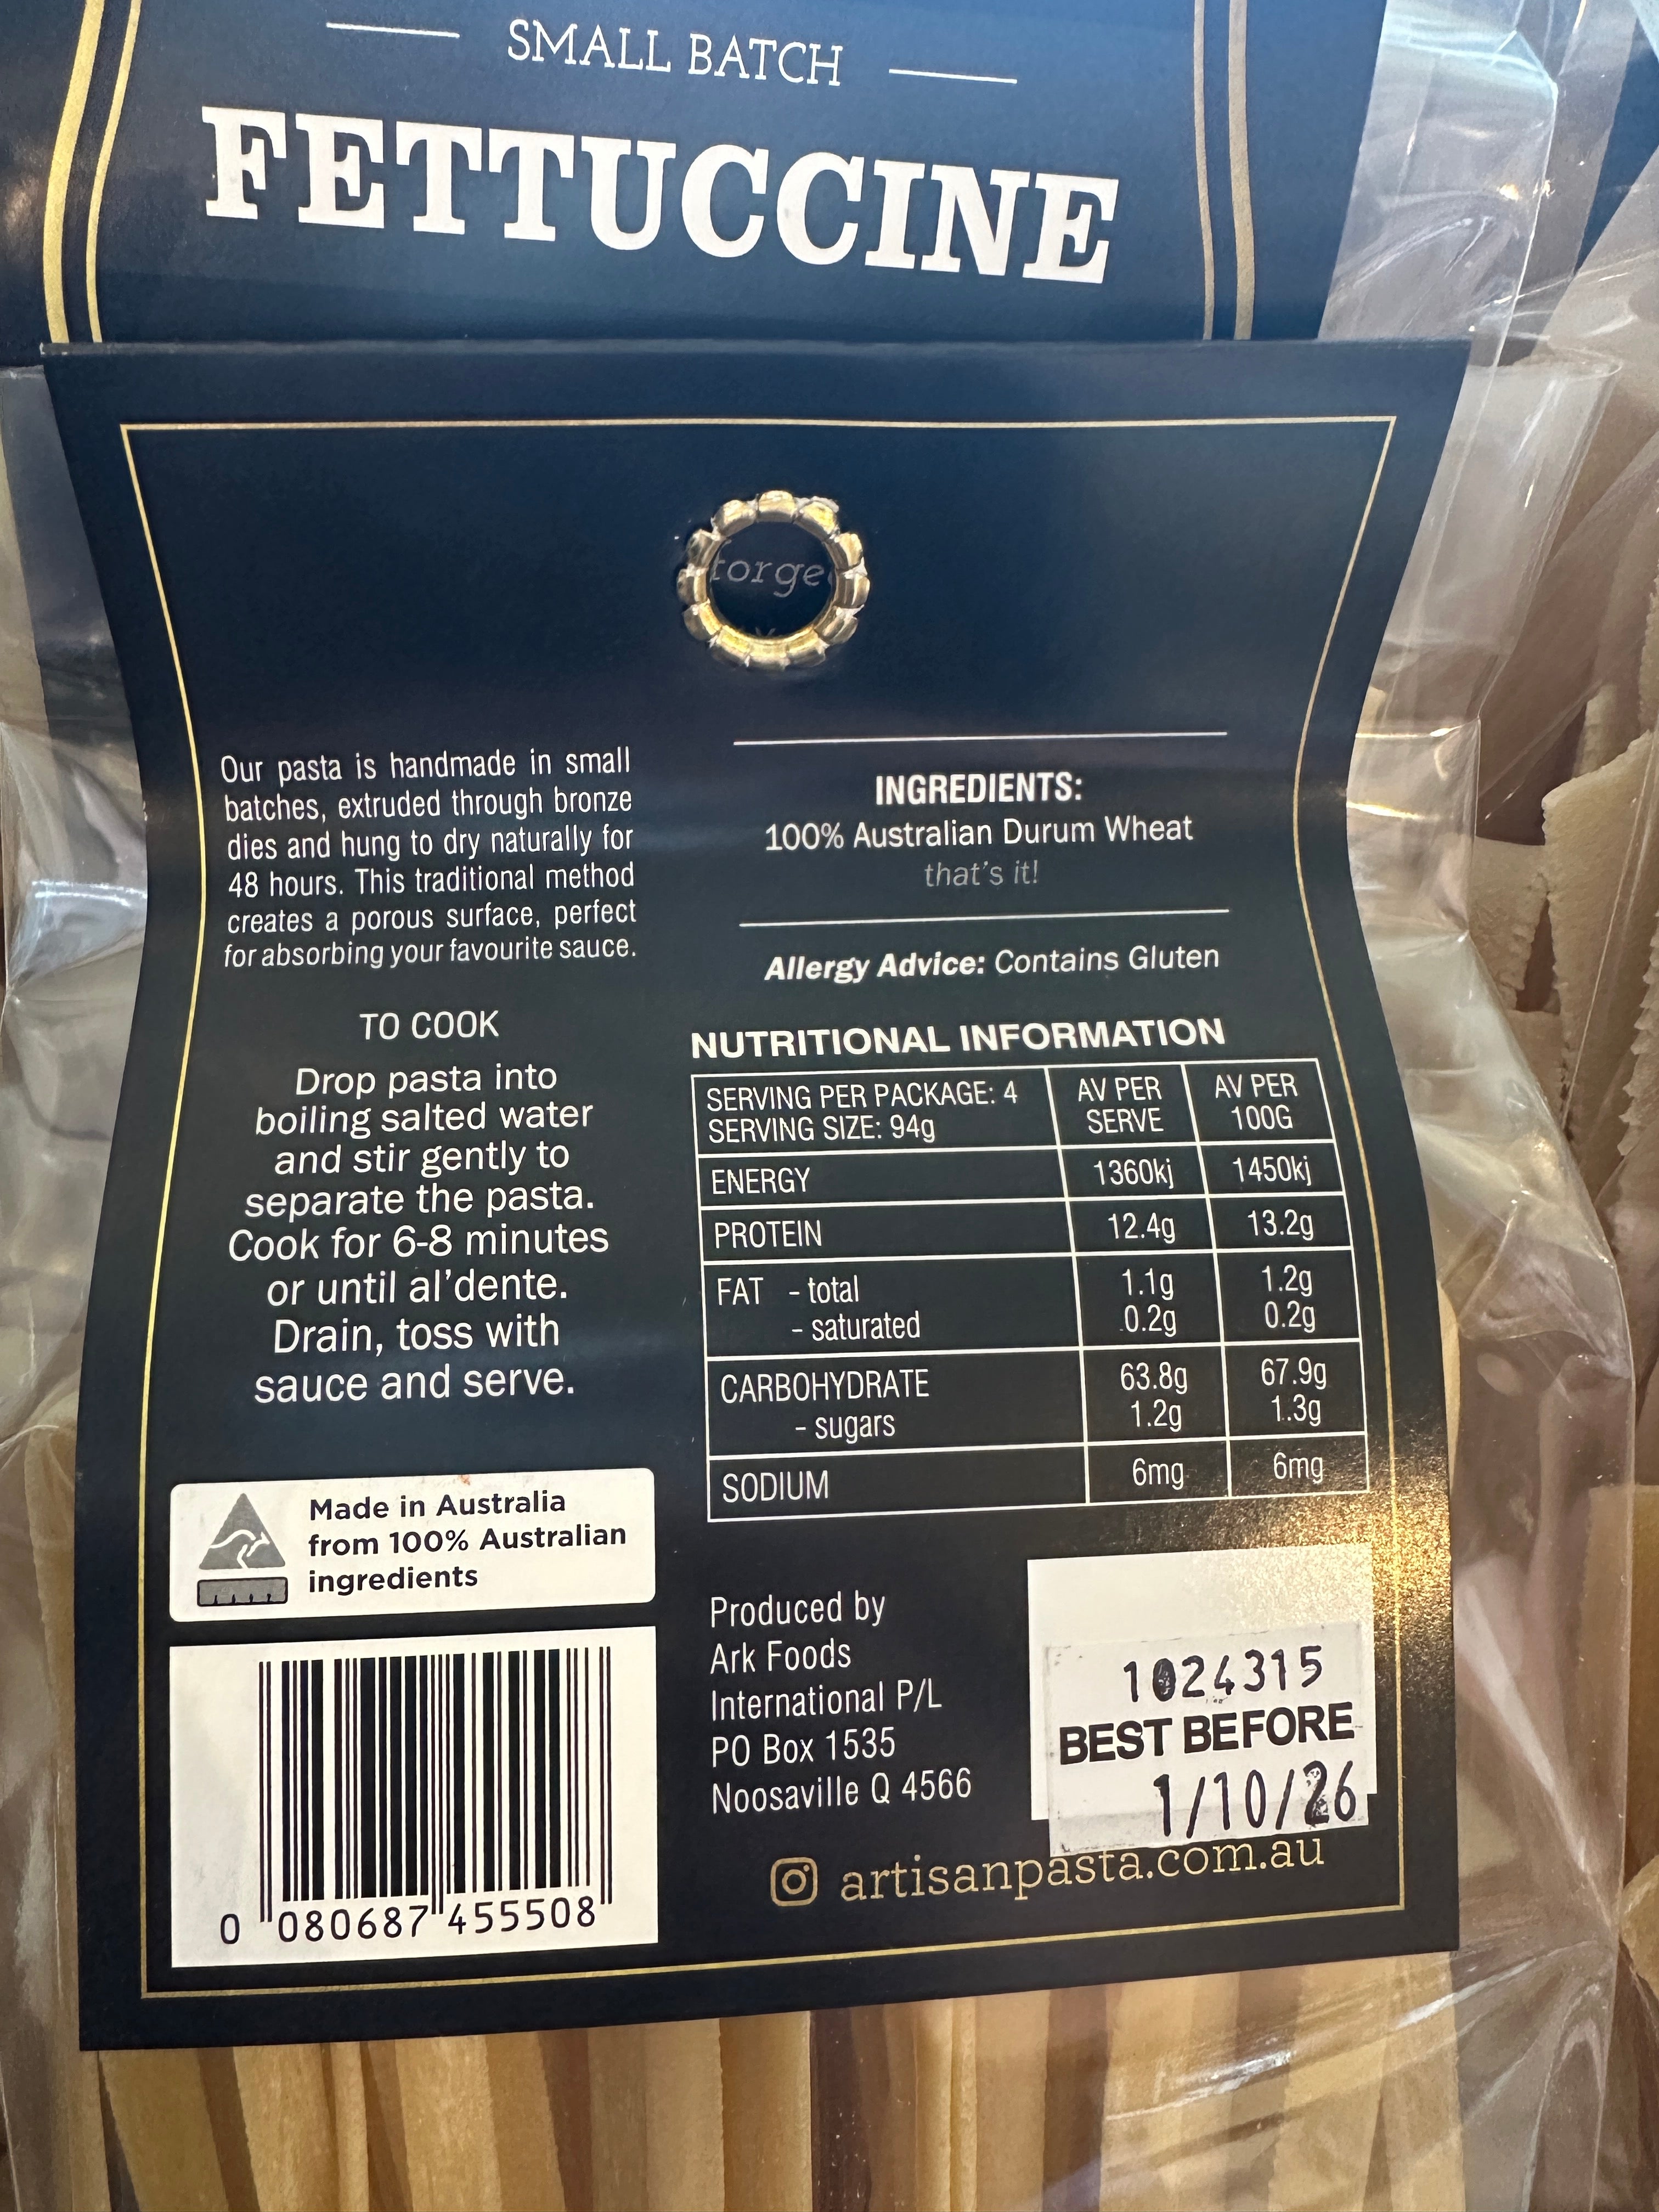 SMALL BATCH
FETTUCCINE
Our pasta is handmade in small
batches, extruded through bronze
dies and hung to dry naturally for
48 hours. This traditional method
creates a porous surface, perfect
for absorbing your favourite sauce.
TO COOK
Drop pasta into
boiling salted water
and stir gently to
separate the pasta.
Cook for 6-8 minutes
or until al'dente.
Drain, toss with
sauce and serve.
Made in Australia
from 100% Australian
ingredients
0 080687 455508
INGREDIENTS:
100% Australian Durum Wheat
that's it!
Allergy Advice: Contains Gluten
NUTRITIONAL INFORMATION
SERVING PER PACKAGE: 4
SERVING SIZE: 94g
AV PER SERVE
AV PER 100G
ENERGY 1360kj 1450kj
PROTEIN 12.4g 13.2g
FAT - total 1.1g 1.2g
- saturated 0.2g 0.2g
CARBOHYDRATE 63.8g 67.9g
- sugars 1.2g 1.3g
SODIUM 6mg 6mg
Produced by
Ark Foods
International P/L
PO Box 1535
Noosaville Q 4566
1024315
BEST BEFORE
1/10/26
artisanpasta.com.au